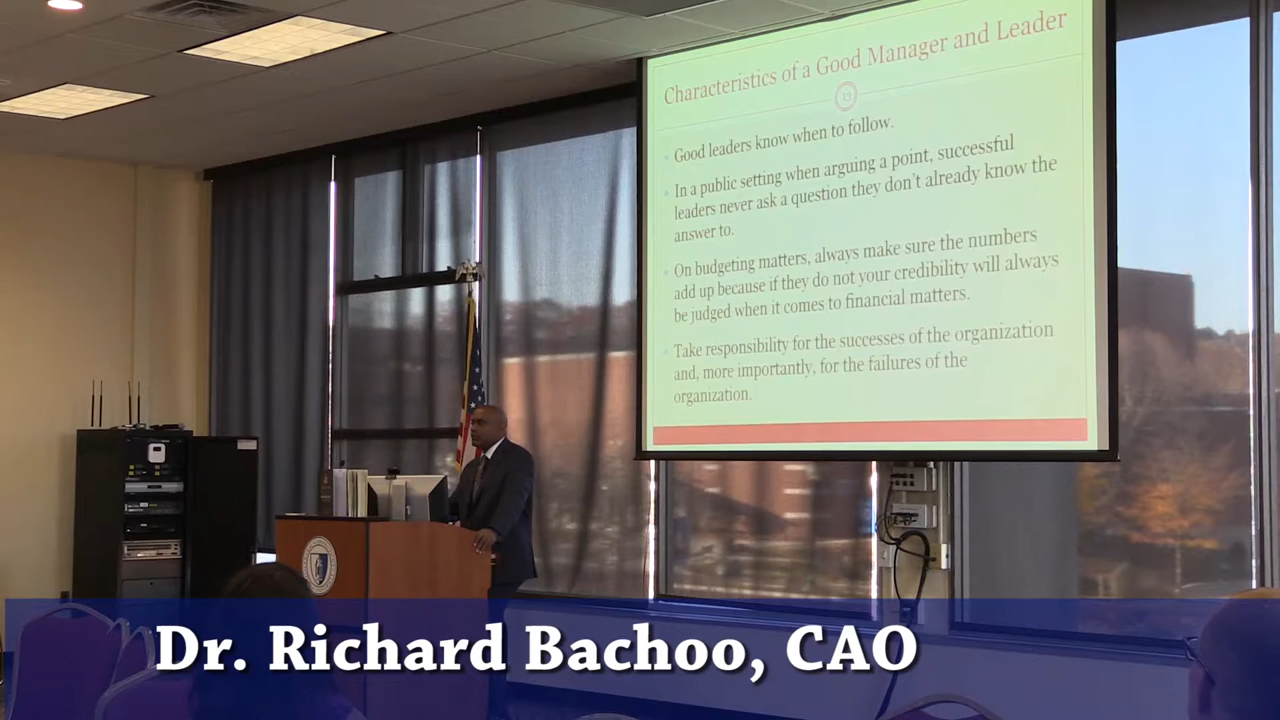 Characteristics of a Good Manager and Leader
13
Good leaders know when to follow.
In a public setting when arguing a point, successful
leaders never ask a question they don't already know the
answer to.
On budgeting matters, always make sure the numbers
add up because if they do not your credibility will always
be judged when it comes to financial matters.
Take responsibility for the successes of the organization
and, more importantly, for the failures of the
organization.
Dr. Richard Bachoo, CAO